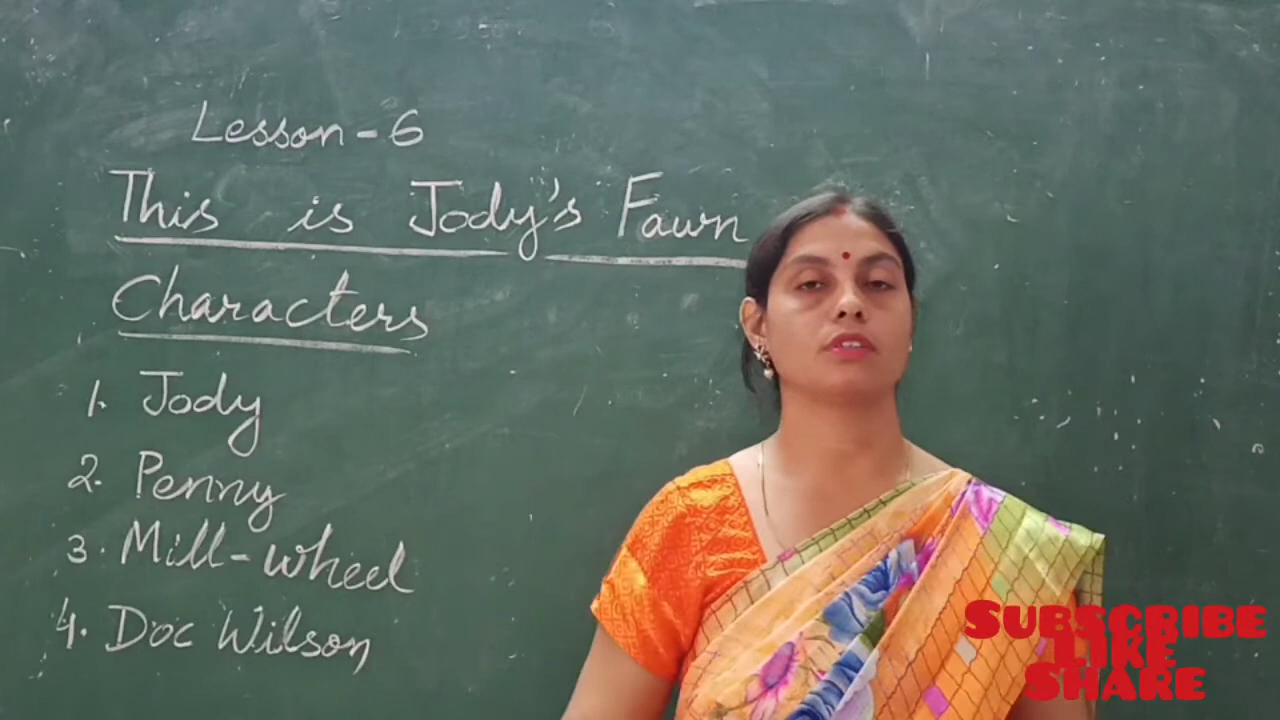 Lesson - 6
This is Jody's Fawn
Characters
1. Jody
2. Penny
3. Mill-wheel
4. Doc Wilson
SUBSCRIBE
LIKE
SHARE